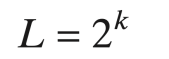 L = 2^k